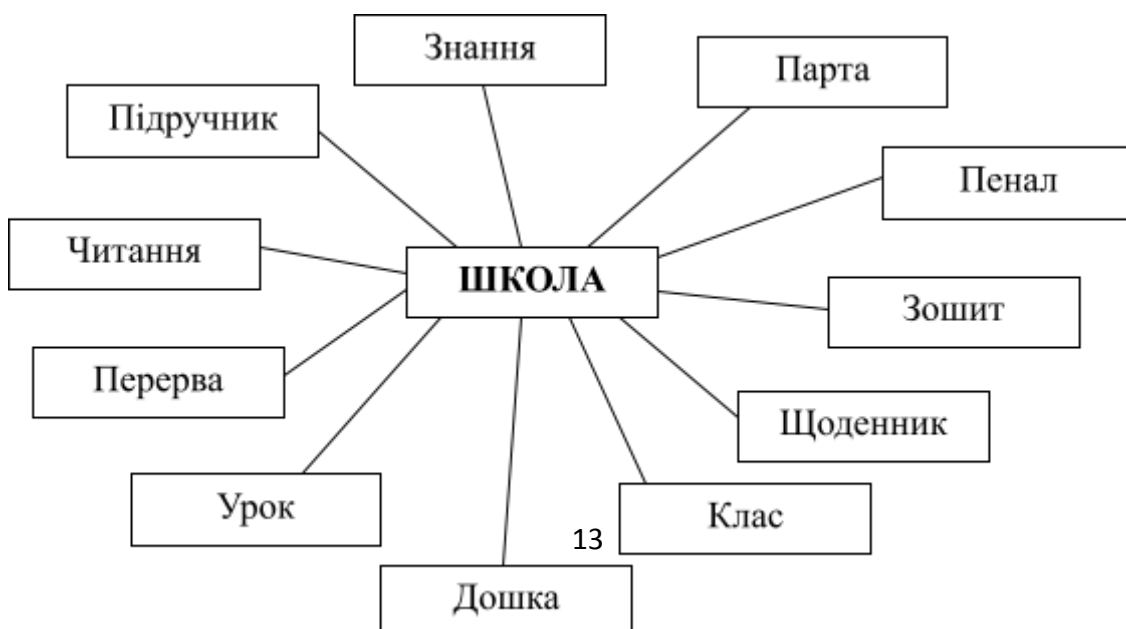 Знання
Парта
Підручник
Пенал
Читання
ШКОЛА
Зошит
Перерва
Щоденник
Урок
Клас
13
Дошка